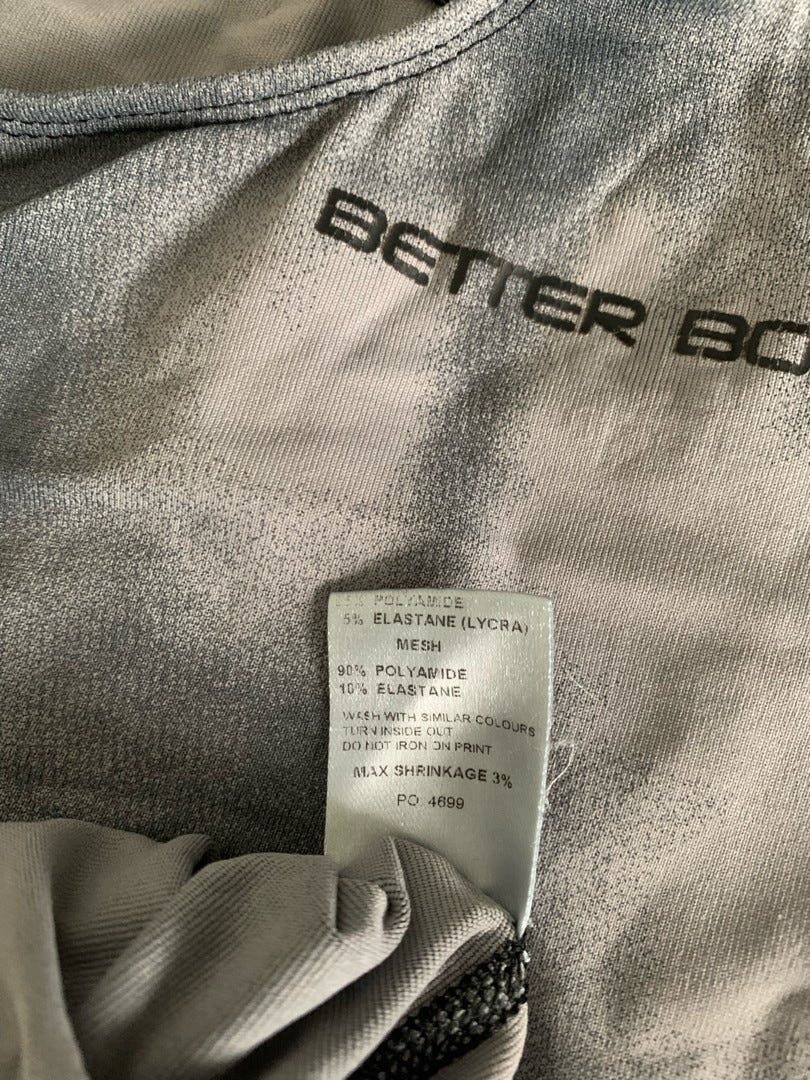 BETTER BO
POLYAMIDE
5% ELASTANE (LYCRA)
MESH
90% POLYAMIDE
10% ELASTANE
WASH WITH SIMILAR COLOURS
TURN INSIDE OUT
DO NOT IRON ON PRINT
MAX SHRINKAGE 3%
PO. 4699